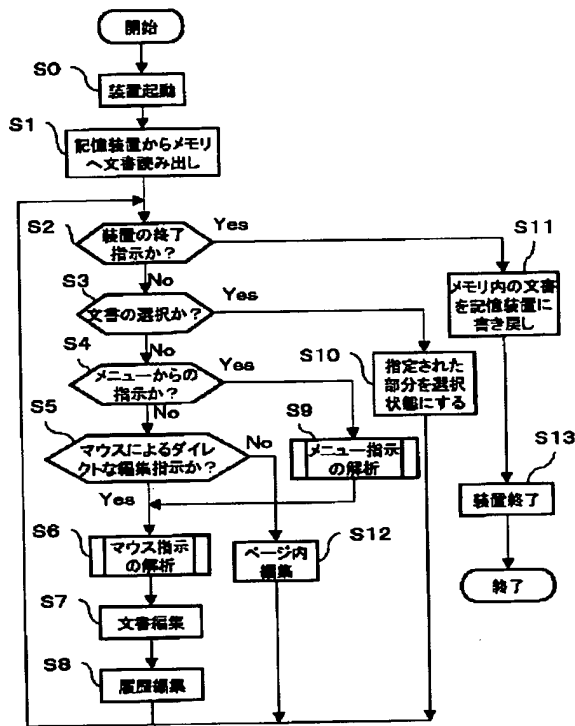 開始
S0
装置起動
S1
記憶装置からメモリ
へ文書読み出し
S2
装置の終了
指示か?
Yes
No
S11
メモリ内の文書
を記憶装置に
書き戻し
S3
文書の選択か?
Yes
No
S10
指定された
部分を選択
状態にする
S4
メニューからの
指示か?
Yes
No
S9
メニュー指示
の解析
S5
マウスによるダイレク
トな編集指示か?
No
Yes
S13
装置終了
S6
マウス指示
の解析
S12
ページ内
編集
終了
S7
文書編集
S8
履歴編集